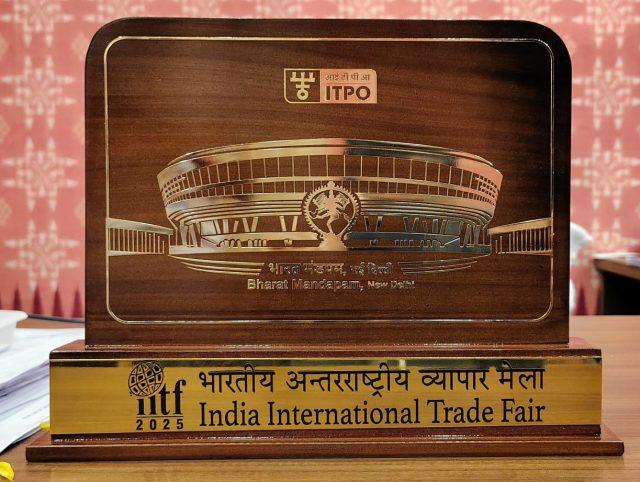 आई टी पी ओ
ITPO
भारत मंडपम, नई दिल्ली
Bharat Mandapam, New Delhi
iitf
2025
भारतीय अन्तरराष्ट्रीय व्यापार मेला
India International Trade Fair